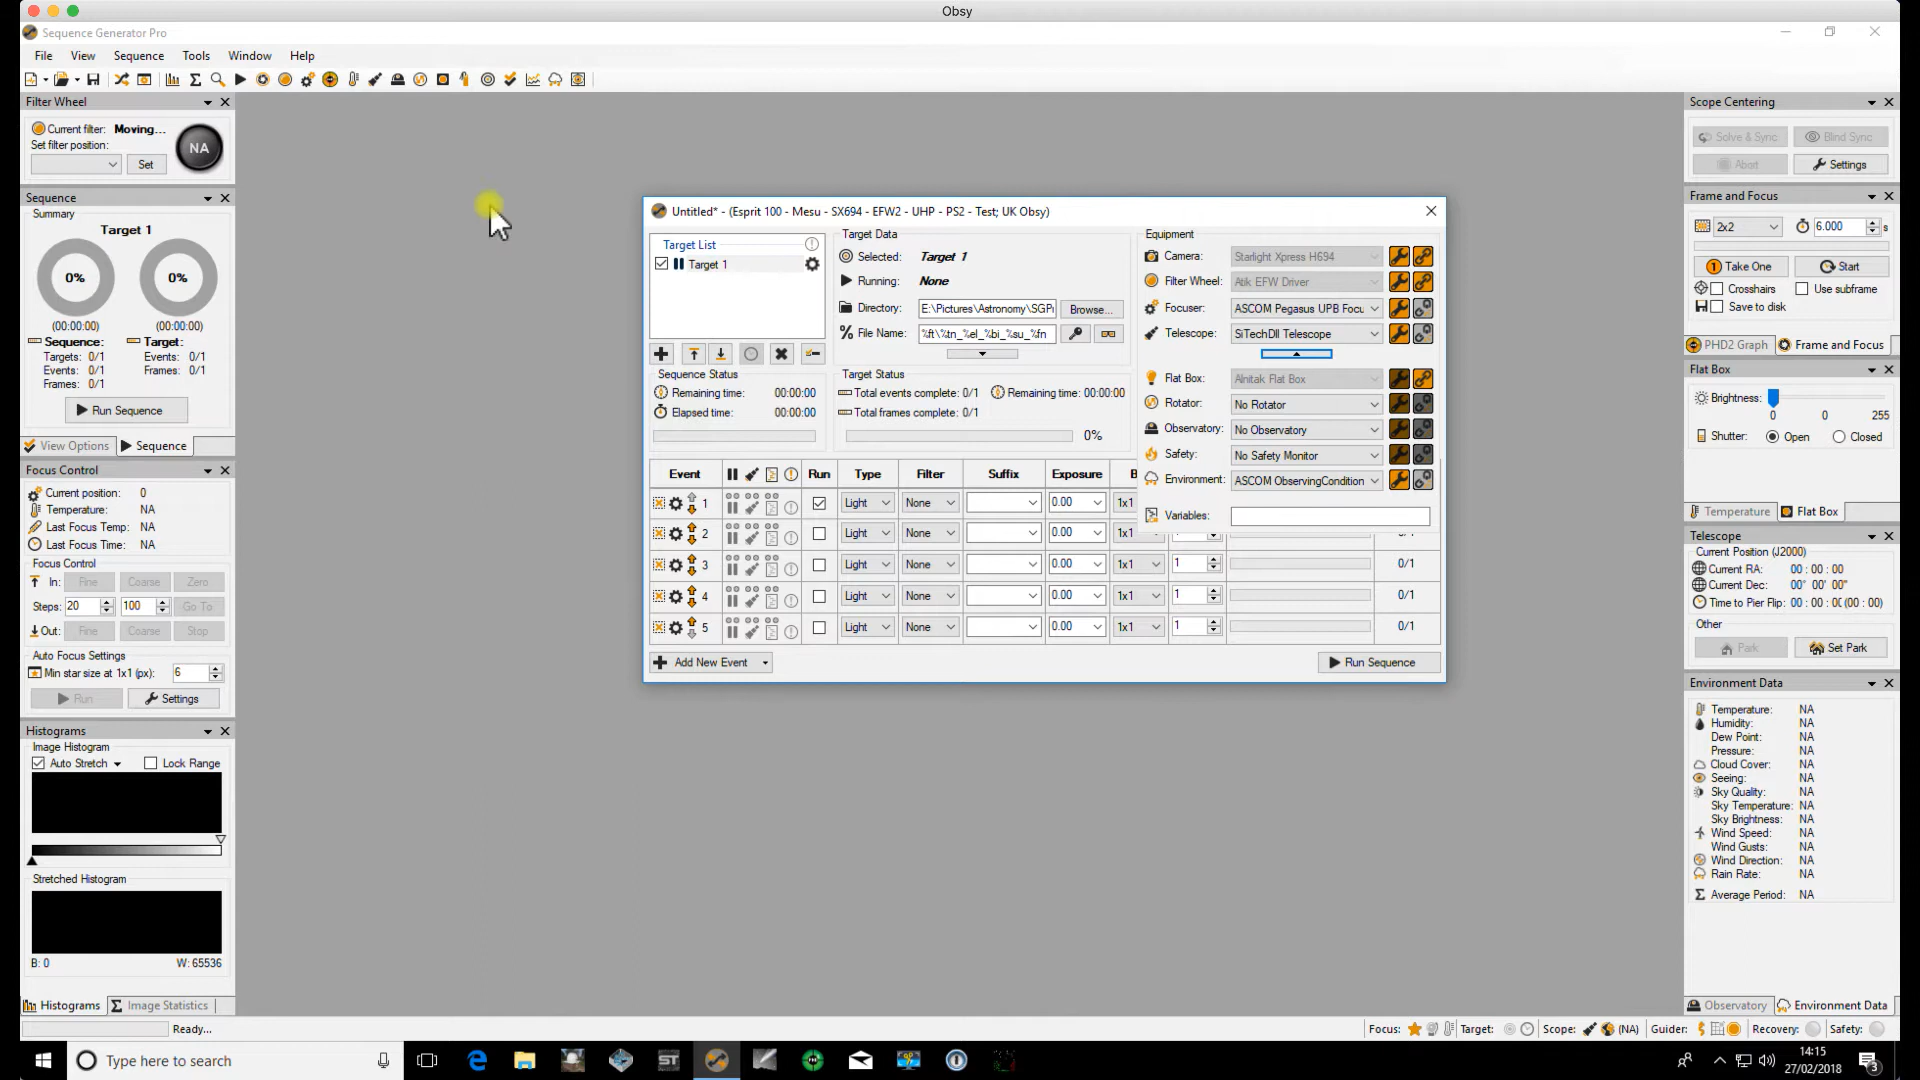 Obsy
Sequence Generator Pro
File View Sequence Tools Window Help
Filter Wheel
Current filter: Moving...
Set filter position:
Set
NA
Sequence
Summary
Target 1
0% 0%
(00:00:00) (00:00:00)
Sequence: Target:
Targets: 0/1 Events: 0/1
Events: 0/1 Frames: 0/1
Frames: 0/1
Run Sequence
View Options Sequence
Focus Control
Current position: 0
Temperature: NA
Last Focus Temp: NA
Last Focus Time: NA
Focus Control
In: Fine Coarse Zero
Steps: 20 100 Go To
Out: Fine Coarse Stop
Auto Focus Settings
Min star size at 1x1 (px): 6
Run Settings
Histograms
Image Histogram
Auto Stretch Lock Range
Stretched Histogram
B: 0 W: 65536
Histograms Image Statistics
Ready...
Untitled* - (Esprit 100 - Mesu - SX694 - EFW2 - UHP - PS2 - Test; UK Obsy)
Target List
Target 1
Target Data
Selected: Target 1
Running: None
Directory: E:\Pictures\Astronomy\SGPı Browse...
File Name: %ft\%tn_%el_%bi_%su_%fn
Sequence Status
Remaining time: 00:00:00
Elapsed time: 00:00:00
Target Status
Total events complete: 0/1 Remaining time: 00:00:00
Total frames complete: 0/1
0%
Equipment
Camera: Starlight Xpress H694
Filter Wheel: Atik EFW Driver
Focuser: ASCOM Pegasus UPB Focu
Telescope: SiTechDll Telescope
Flat Box: Alnitak Flat Box
Rotator: No Rotator
Observatory: No Observatory
Safety: No Safety Monitor
Environment: ASCOM ObservingCondition
Variables:
Event Run Type Filter Suffix Exposure B
1 Light None 0.00 1x1
2 Light None 0.00 1x1 0/1
3 Light None 0.00 1x1 1 0/1
4 Light None 0.00 1x1 1 0/1
5 Light None 0.00 1x1 1 0/1
Add New Event Run Sequence
Scope Centering
Solve & Sync Blind Sync
Abort Settings
Frame and Focus
2x2 6.000 s
Take One Start
Crosshairs Use subframe
Save to disk
PHD2 Graph Frame and Focus
Flat Box
Brightness:
0 0 255
Shutter: Open Closed
Temperature Flat Box
Telescope
Current Position (J2000)
Current RA: 00 : 00 : 00
Current Dec: 00° 00' 00"
Time to Pier Flip: 00 : 00 : 0( (00 : 00)
Other
Park Set Park
Environment Data
Temperature: NA
Humidity: NA
Dew Point: NA
Pressure: NA
Cloud Cover: NA
Seeing: NA
Sky Quality: NA
Sky Temperature: NA
Sky Brightness: NA
Wind Speed: NA
Wind Gusts: NA
Wind Direction: NA
Rain Rate: NA
Average Period: NA
Observatory Environment Data
Focus: Target: Scope: (NA) Guider: Recovery: Safety:
Type here to search
ST
14:15
27/02/2018
3